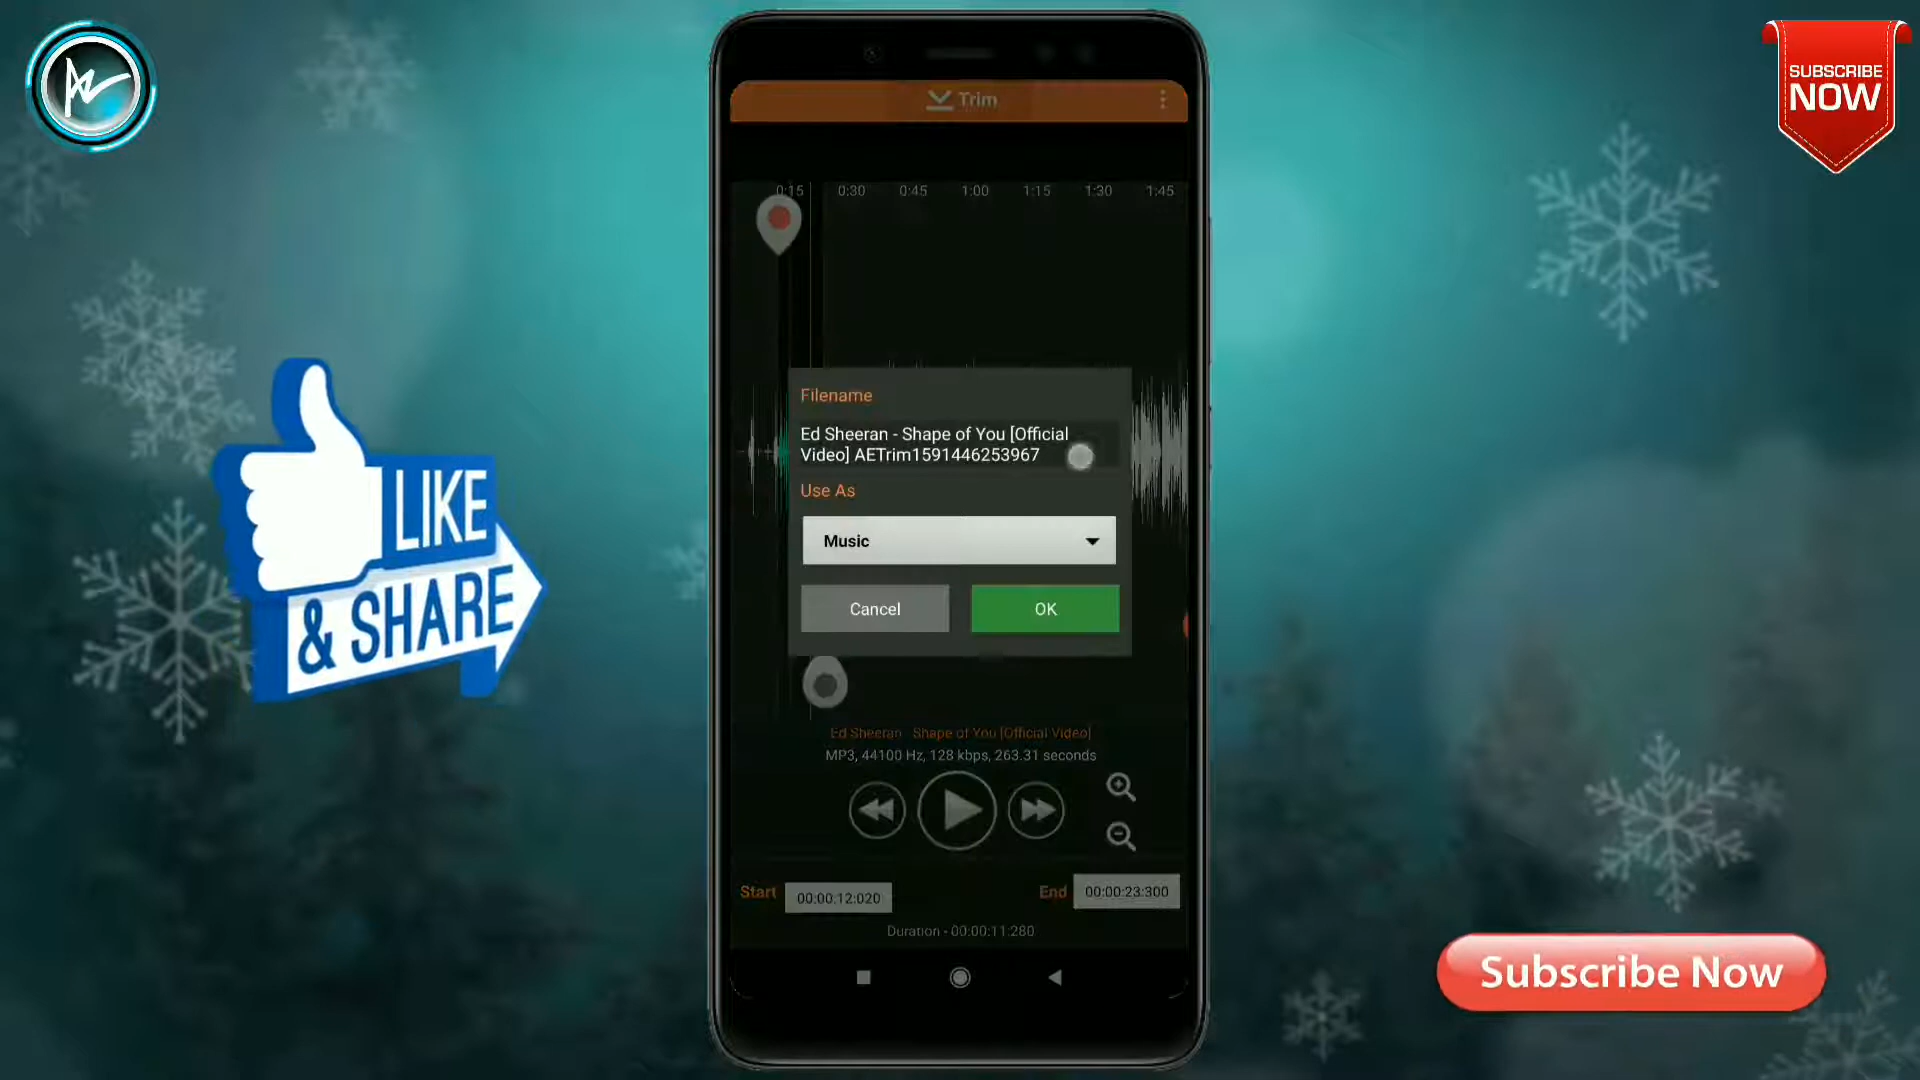 SUBSCRIBE
NOW
Trim
0:15 0:30 0:45 1:00 1:15 1:30 1:45
Filename
Ed Sheeran - Shape of You [Official
Video] AETrim1591446253967
Use As
Music
Cancel OK
LIKE
& SHARE
Ed Sheeran - Shape of You [Official Video]
MP3, 44100 Hz, 128 kbps, 263.31 seconds
Start 00:00:12:020 End 00:00:23:300
Duration - 00:00:11:280
Subscribe Now